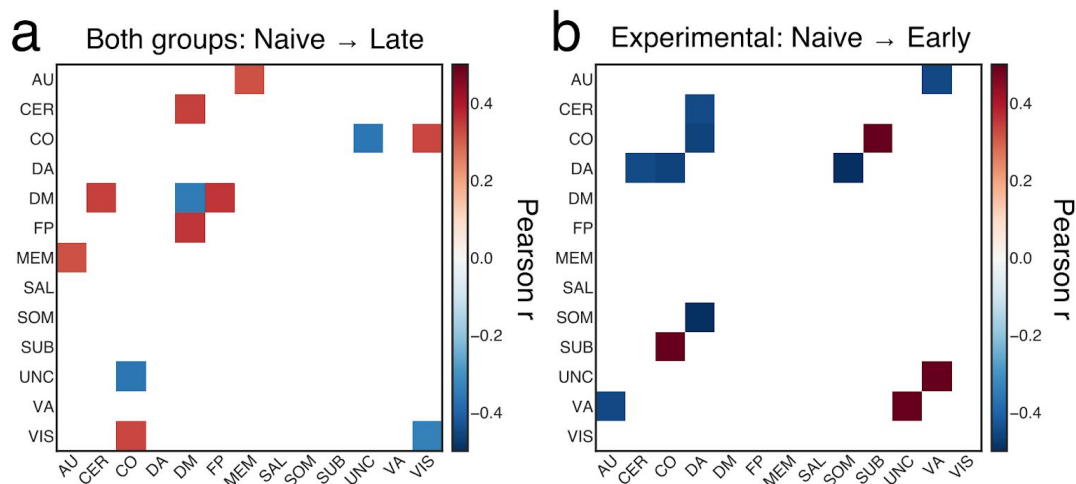 a
Both groups: Naive → Late
AU
CER
CO
DA
DM
FP
MEM
SAL
SOM
SUB
UNC
VA
VIS
AU CER CO DA DM FP MEM SAL SOM SUB UNC VA VIS
0.4
0.2
0.0
−0.2
−0.4
Pearson r
b
Experimental: Naive → Early
AU
CER
CO
DA
DM
FP
MEM
SAL
SOM
SUB
UNC
VA
VIS
AU CER CO DA DM FP MEM SAL SOM SUB UNC VA VIS
0.4
0.2
0.0
−0.2
−0.4
Pearson r